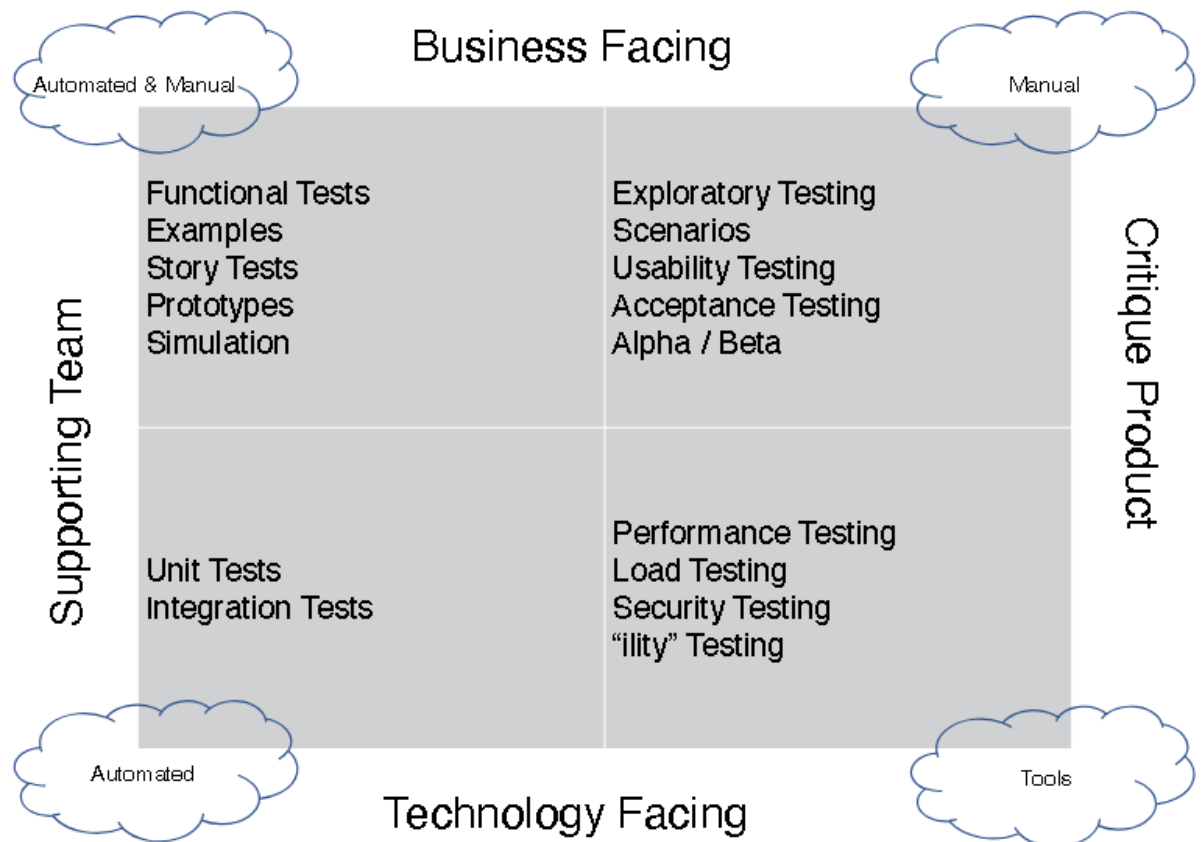 Business Facing
Automated & Manual
Manual
Functional Tests
Examples
Story Tests
Prototypes
Simulation
Exploratory Testing
Scenarios
Usability Testing
Acceptance Testing
Alpha / Beta
Supporting Team
Critique Product
Unit Tests
Integration Tests
Performance Testing
Load Testing
Security Testing
“ility” Testing
Automated
Tools
Technology Facing